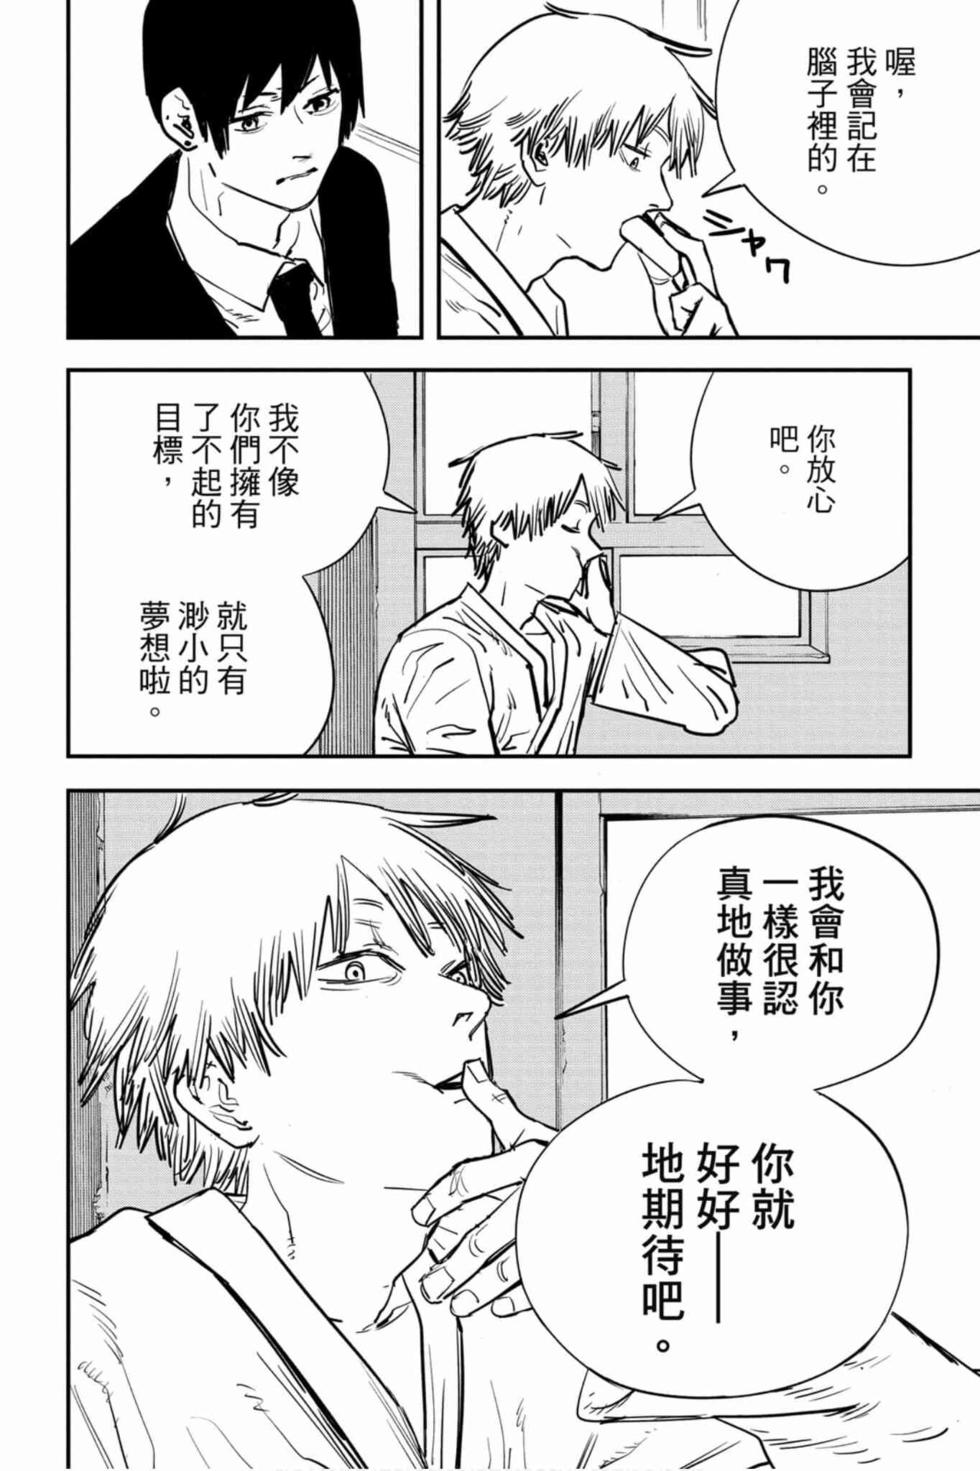 喔，
我會記在
腦子裡的。
シャク
你放心
吧。
我不像
你們擁有
了不起的
目標，
就只有
渺小的
夢想啦。
我會和你
一樣很認
真地做事，
你就
好好——
地期待吧。